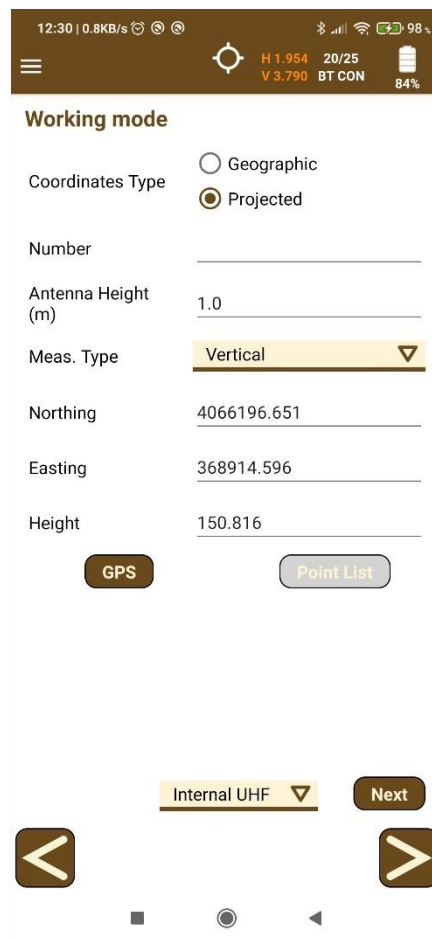 12:30 | 0.8KB/s 98%
H 1.954 20/25
V 3.790 BT CON
84%
Working mode
Coordinates Type
Geographic
Projected
Number
Antenna Height (m)
1.0
Meas. Type
Vertical
Northing
4066196.651
Easting
368914.596
Height
150.816
GPS
Point List
Internal UHF
Next